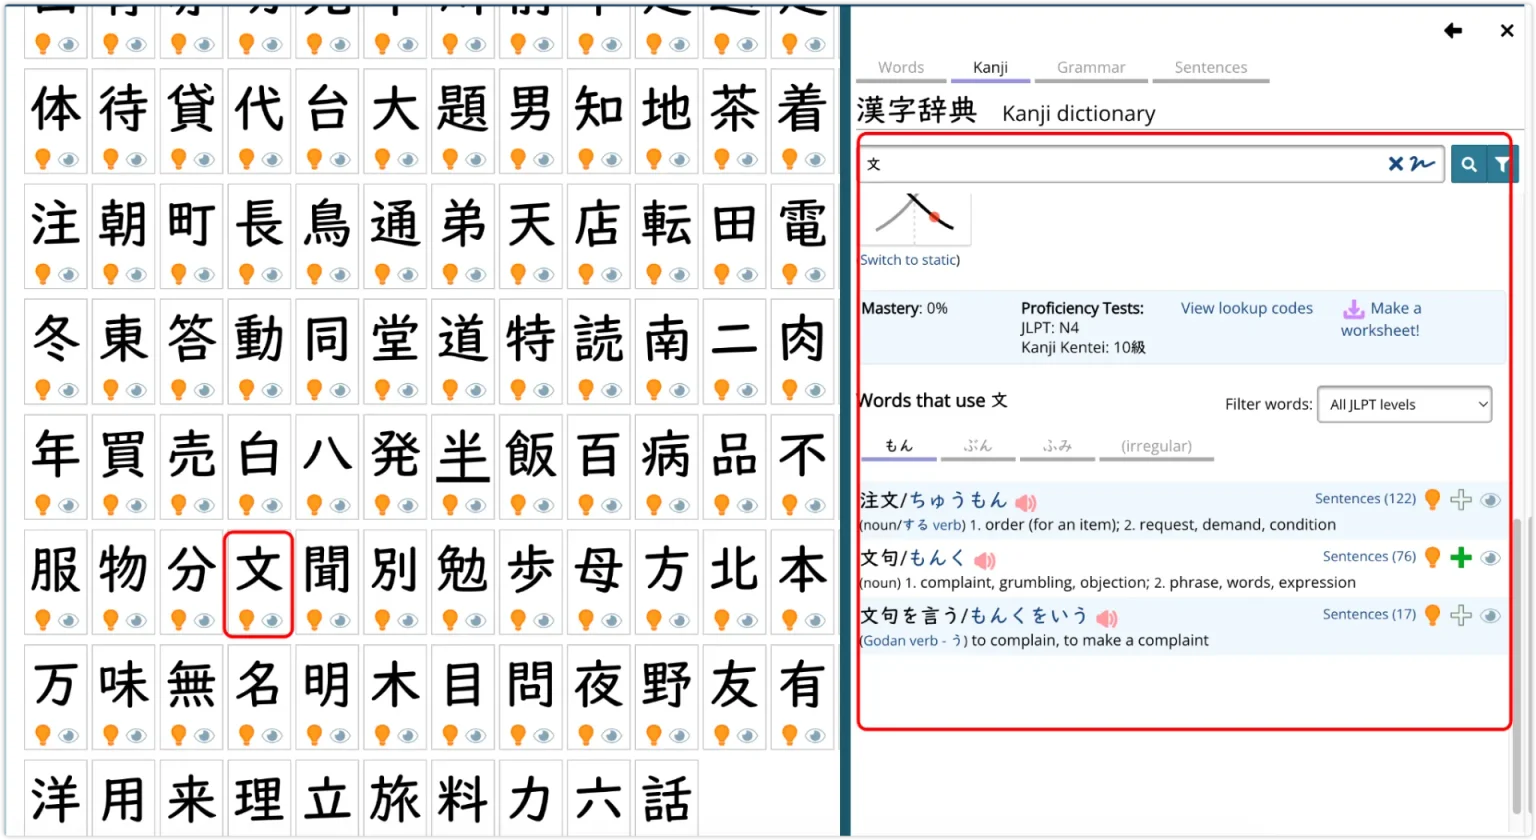 体 待 貸 代 台 大 題 男 知 地 茶 着
注 朝 町 長 鳥 通 弟 天 店 転 田 電
冬 東 答 動 同 堂 道 特 読 南 二 肉
年 買 売 白 八 発 半 飯 百 病 品 不
服 物 分 文 聞 別 勉 歩 母 方 北 本
万 味 無 名 明 木 目 問 夜 野 友 有
洋 用 来 理 立 旅 料 力 六 話
Words Kanji Grammar Sentences
漢字辞典 Kanji dictionary
文
Switch to static)
Mastery: 0%
Proficiency Tests:
JLPT: N4
Kanji Kentei: 10級
View lookup codes
Make a
worksheet!
Words that use 文
Filter words: All JLPT levels
もん ぶん ふみ (irregular)
注文/ちゅうもん Sentences (122)
(noun/する verb) 1. order (for an item); 2. request, demand, condition
文句/もんく Sentences (76)
(noun) 1. complaint, grumbling, objection; 2. phrase, words, expression
文句を言う/もんくをいう Sentences (17)
(Godan verb - う) to complain, to make a complaint